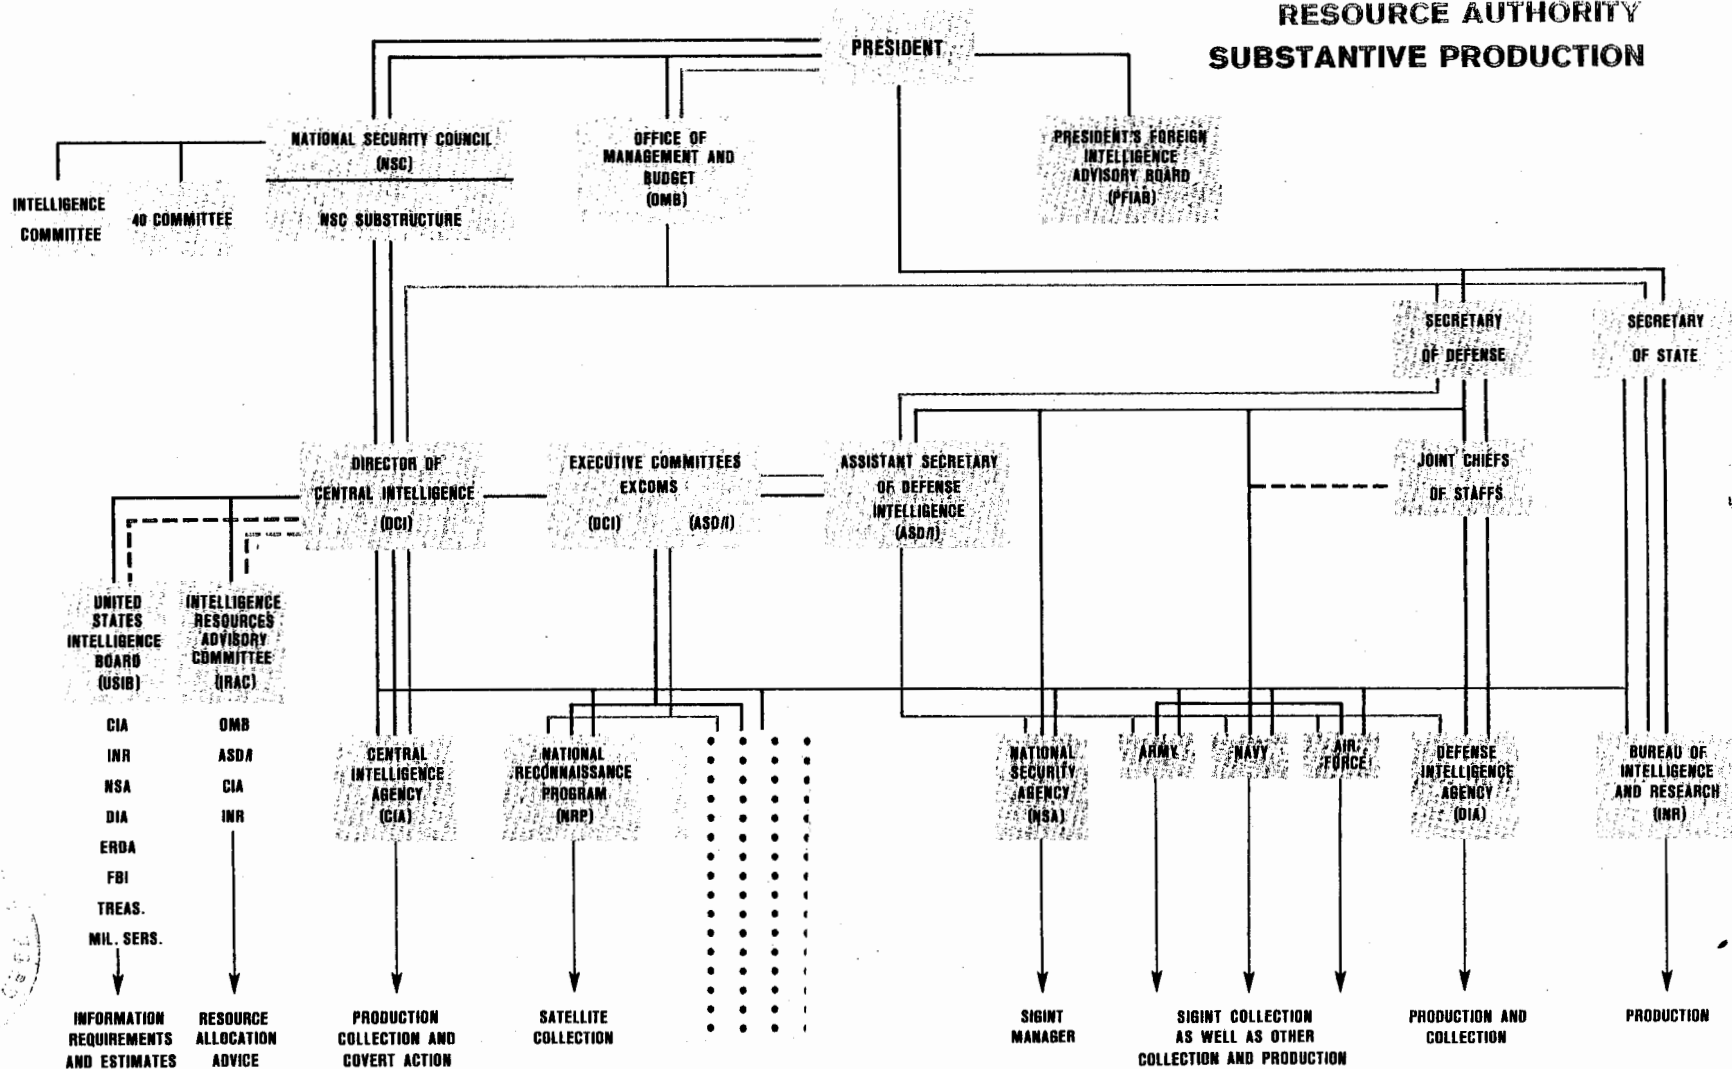 RESOURCE AUTHORITY
SUBSTANTIVE PRODUCTION
PRESIDENT
NATIONAL SECURITY COUNCIL
(NSC)
NSC SUBSTRUCTURE
OFFICE OF
MANAGEMENT AND
BUDGET
(OMB)
PRESIDENT'S FOREIGN
INTELLIGENCE
ADVISORY BOARD
(PFIAB)
INTELLIGENCE
COMMITTEE
40 COMMITTEE
SECRETARY
OF DEFENSE
SECRETARY
OF STATE
DIRECTOR OF
CENTRAL INTELLIGENCE
(DCI)
EXECUTIVE COMMITTEES
EXCOMS
(DCI) (ASD/I)
ASSISTANT SECRETARY
OF DEFENSE
INTELLIGENCE
(ASD/I)
JOINT CHIEFS
OF STAFFS
UNITED
STATES
INTELLIGENCE
BOARD
(USIB)
CIA
INR
NSA
DIA
ERDA
FBI
TREAS.
MIL. SERS.
INTELLIGENCE
RESOURCES
ADVISORY
COMMITTEE
(IRAC)
OMB
ASD/I
CIA
INR
CENTRAL
INTELLIGENCE
AGENCY
(CIA)
NATIONAL
RECONNAISSANCE
PROGRAM
(NRP)
NATIONAL
SECURITY
AGENCY
(NSA)
ARMY
NAVY
AIR
FORCE
DEFENSE
INTELLIGENCE
AGENCY
(DIA)
BUREAU OF
INTELLIGENCE
AND RESEARCH
(INR)
INFORMATION
REQUIREMENTS
AND ESTIMATES
RESOURCE
ALLOCATION
ADVICE
PRODUCTION
COLLECTION AND
COVERT ACTION
SATELLITE
COLLECTION
SIGINT
MANAGER
SIGINT COLLECTION
AS WELL AS OTHER
COLLECTION AND PRODUCTION
PRODUCTION AND
COLLECTION
PRODUCTION